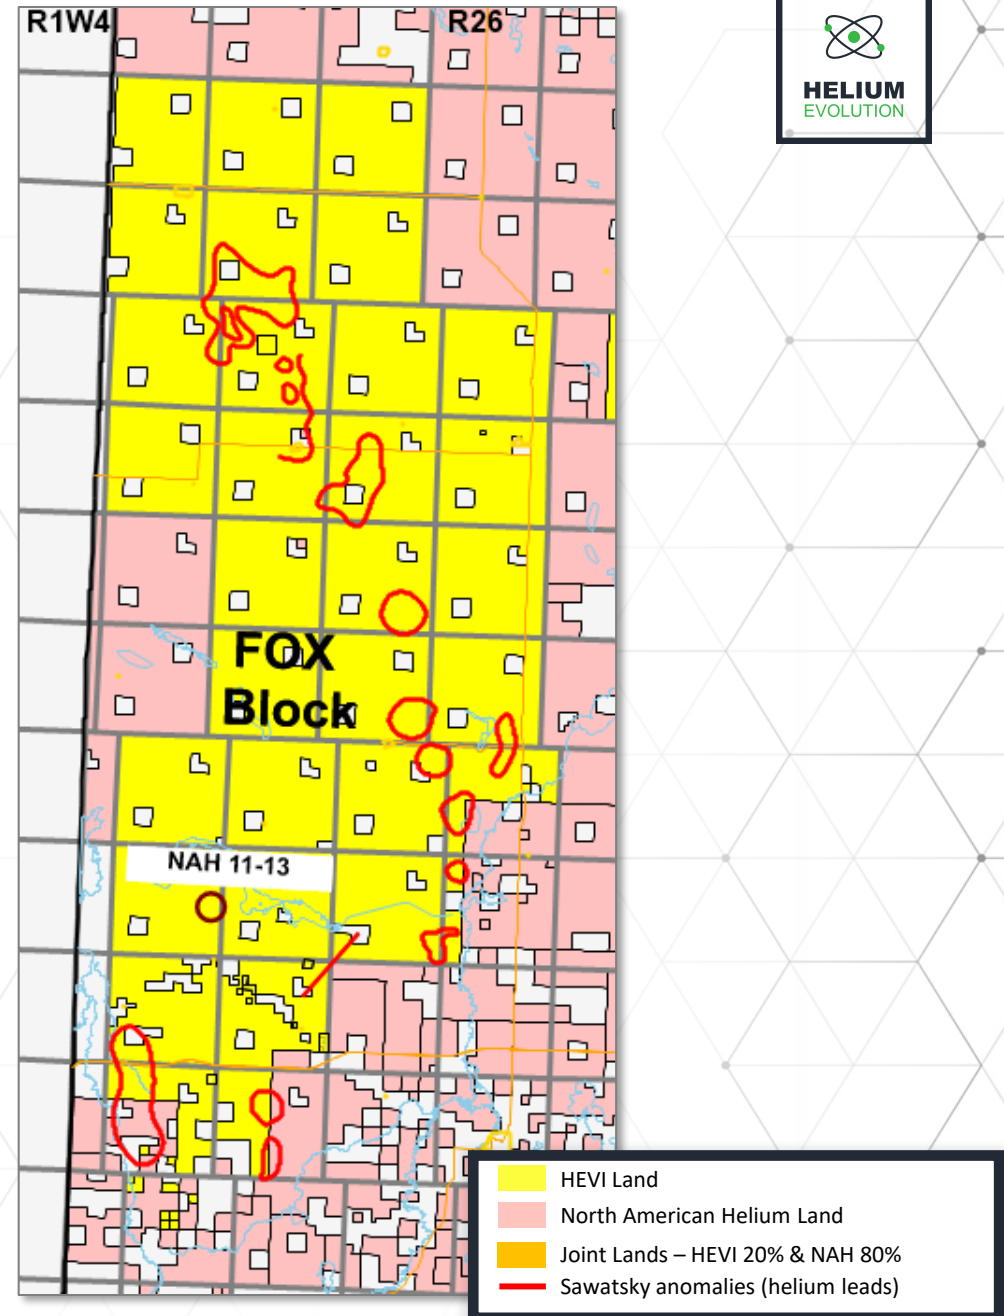 R1W4
R26
HELIUM
EVOLUTION
FOX
Block
NAH 11-13
HEVI Land
North American Helium Land
Joint Lands – HEVI 20% & NAH 80%
Sawatsky anomalies (helium leads)